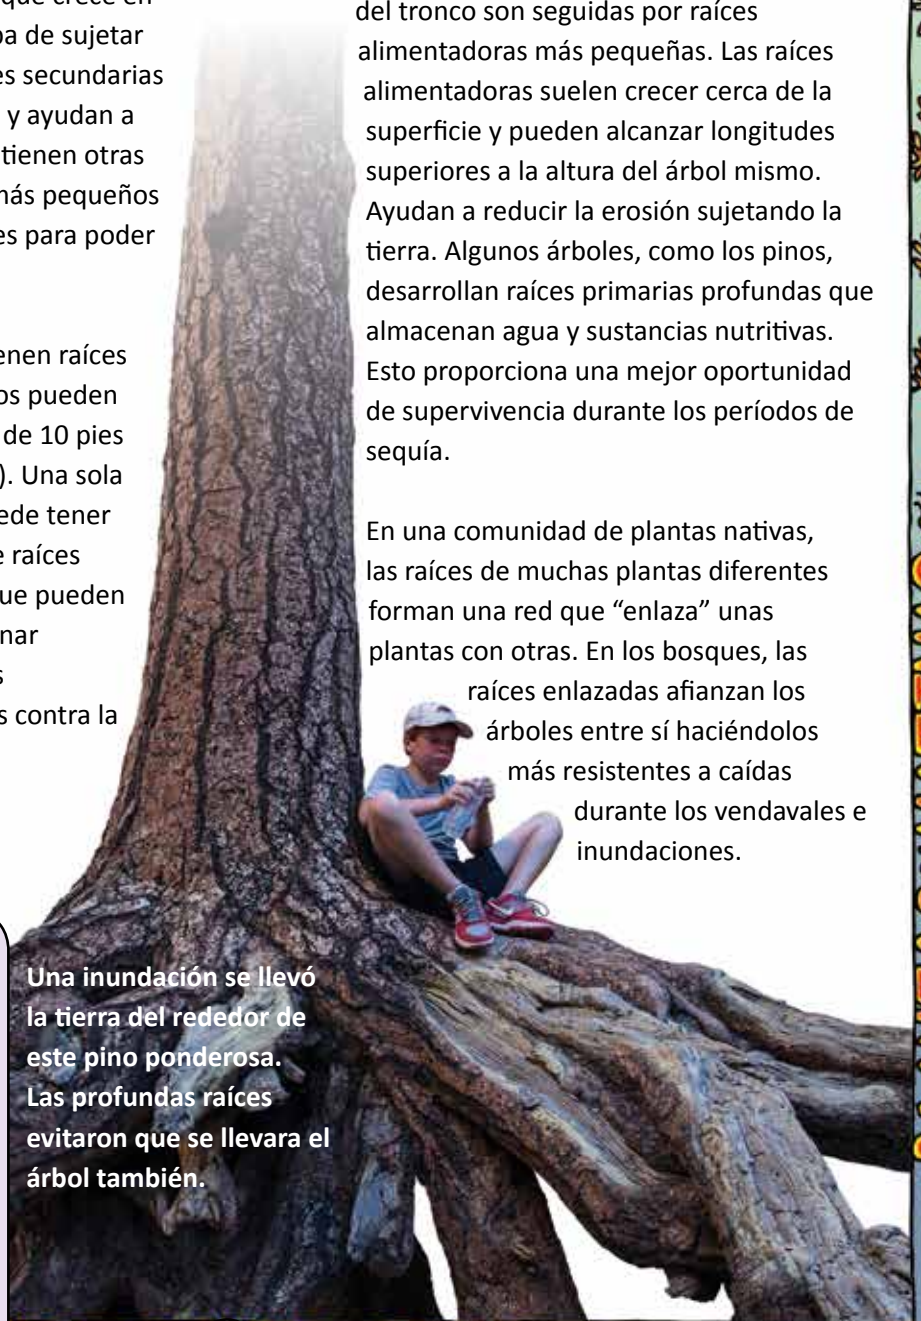 que crece en
de sujetar
secundarias
y ayudan a
tienen otras
más pequeños
para poder
raíces
pueden
de 10 pies
Una sola
tener
raíces
que pueden
contra la
del tronco son seguidas por raíces
alimentadoras más pequeñas. Las raíces
alimentadoras suelen crecer cerca de la
superficie y pueden alcanzar longitudes
superiores a la altura del árbol mismo.
Ayudan a reducir la erosión sujetando la
tierra. Algunos árboles, como los pinos,
desarrollan raíces primarias profundas que
almacenan agua y sustancias nutritivas.
Esto proporciona una mejor oportunidad
de supervivencia durante los períodos de
sequía.
En una comunidad de plantas nativas,
las raíces de muchas plantas diferentes
forman una red que “enlaza” unas
plantas con otras. En los bosques, las
raíces enlazadas afianzan los
árboles entre sí haciéndolos
más resistentes a caídas
durante los vendavales e
inundaciones.
Una inundación se llevó
la tierra del rededor de
este pino ponderosa.
Las profundas raíces
evitaron que se llevara el
árbol también.